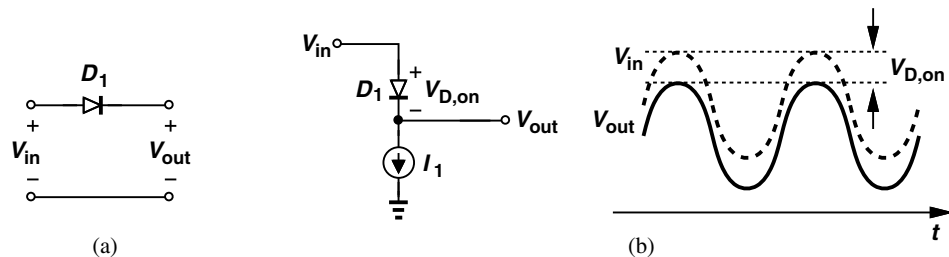 D1
+ +
Vin Vout
− −
(a)
Vin
+
D1 VD,on
−
Vout
I1
Vin
VD,on
Vout
t
(b)